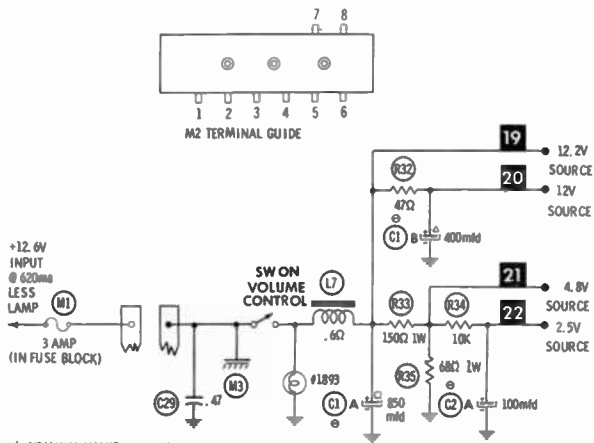 7 8
1 2 3 4 5 6
M2 TERMINAL GUIDE
19
12.2V
SOURCE
R32
20
12V
SOURCE
47Ω
C1 B 400mfd
+12.6V
INPUT
@ 620ma
LESS
LAMP
M1
3 AMP
(IN FUSE BLOCK)
SW ON
VOLUME
CONTROL
L7
.6Ω
21
4.8V
SOURCE
R33
R34
22
2.5V
SOURCE
150Ω 1W
10K
C29
.47
M3
#1893
C1 A
850
mfd
R35
68Ω 1W
C2 A
100mfd